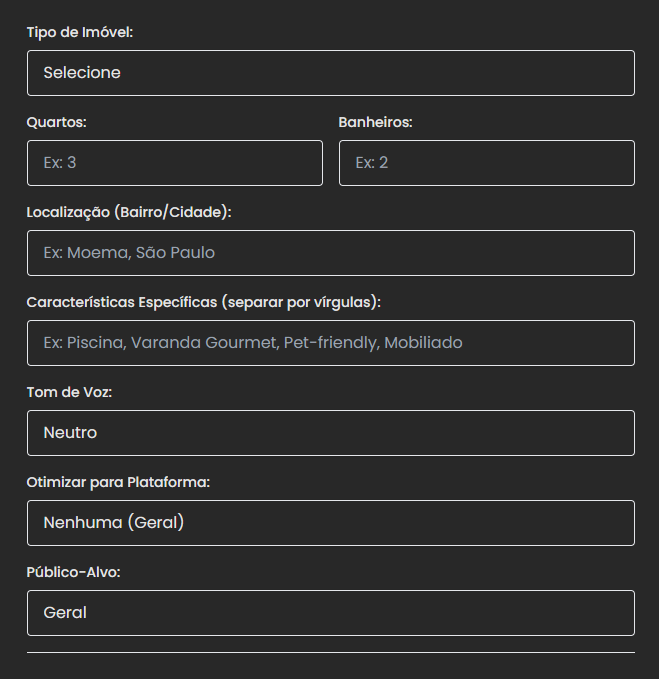 Tipo de Imóvel:
Selecione
Quartos:
Banheiros:
Ex: 3
Ex: 2
Localização (Bairro/Cidade):
Ex: Moema, São Paulo
Características Específicas (separar por vírgulas):
Ex: Piscina, Varanda Gourmet, Pet-friendly, Mobiliado
Tom de Voz:
Neutro
Otimizar para Plataforma:
Nenhuma (Geral)
Público-Alvo:
Geral